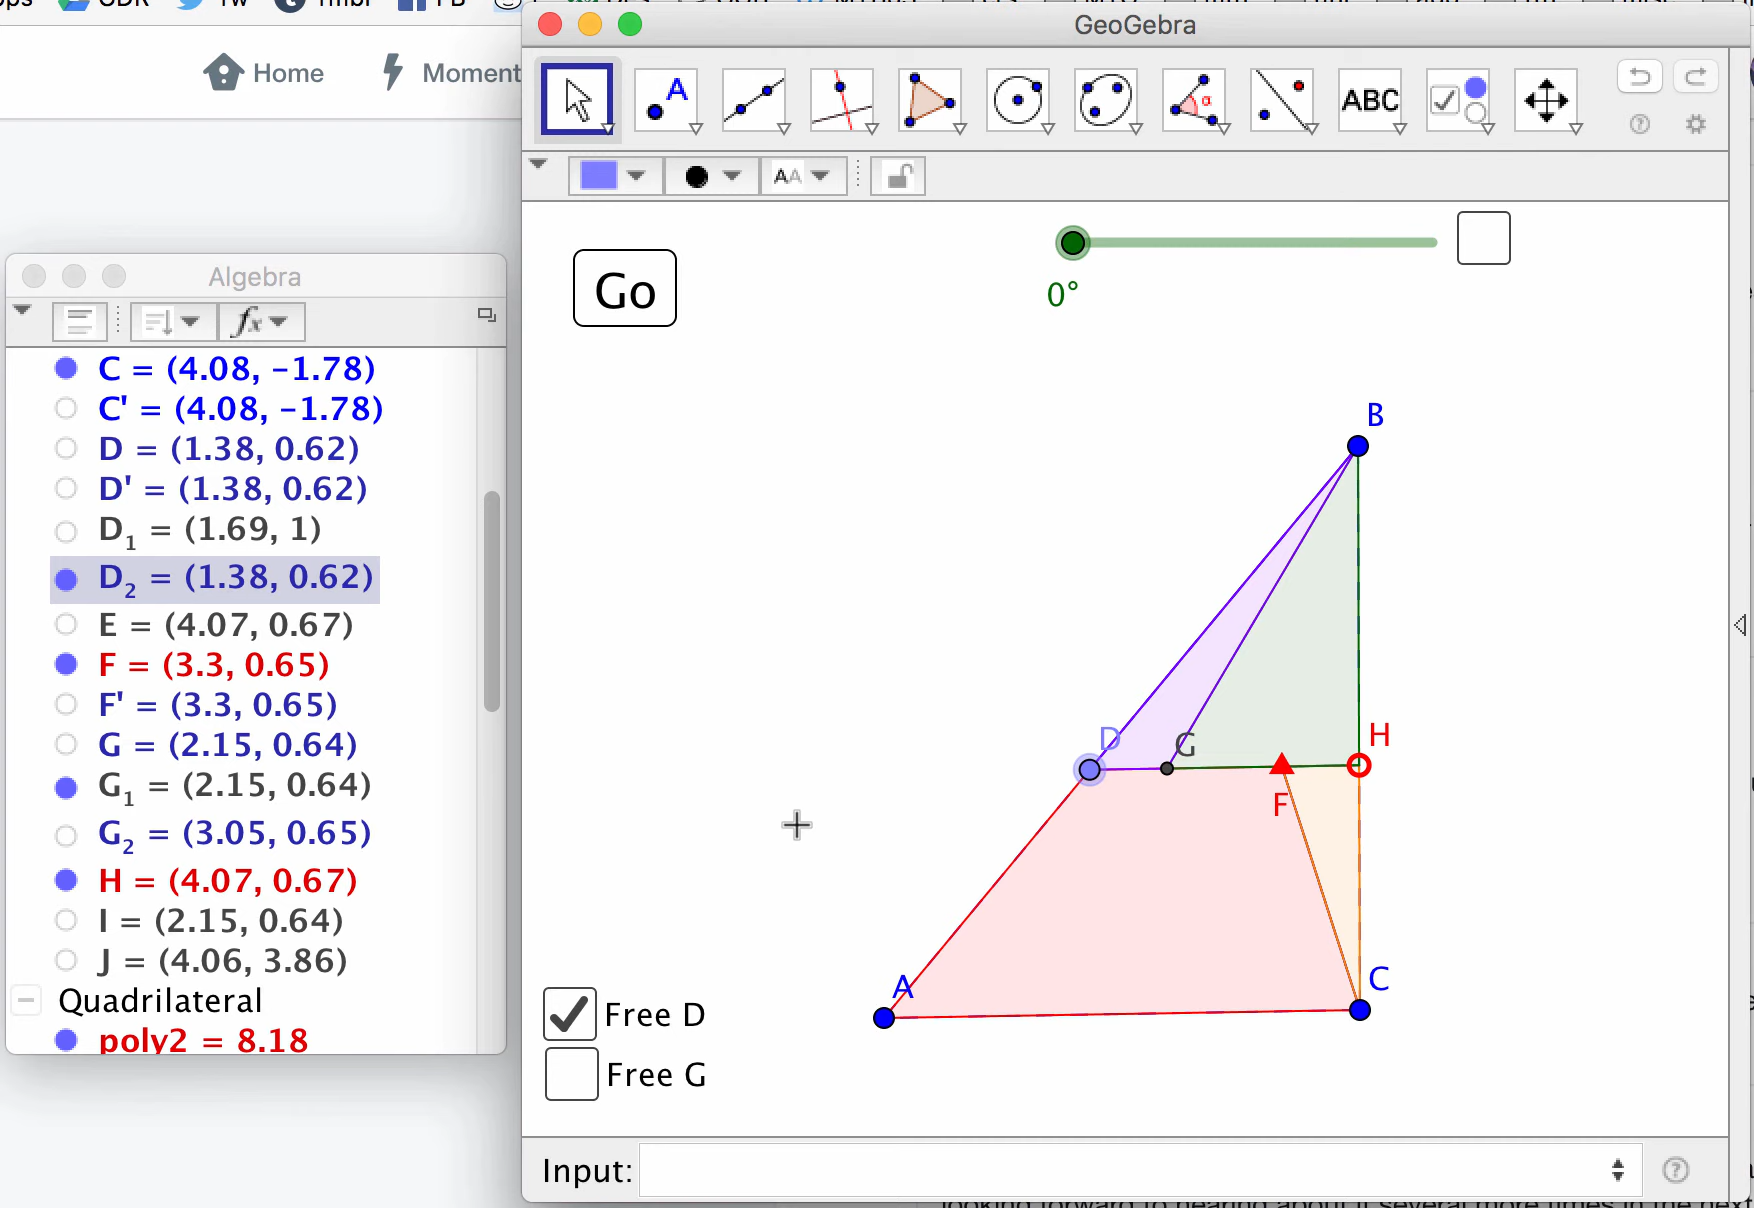 GeoGebra
Home
Moment
ABC
A
α
AA
Algebra
fx
Go
0°
C = (4.08, −1.78)
C' = (4.08, −1.78)
D = (1.38, 0.62)
D' = (1.38, 0.62)
D₁ = (1.69, 1)
D₂ = (1.38, 0.62)
E = (4.07, 0.67)
F = (3.3, 0.65)
F' = (3.3, 0.65)
G = (2.15, 0.64)
G₁ = (2.15, 0.64)
G₂ = (3.05, 0.65)
H = (4.07, 0.67)
I = (2.15, 0.64)
J = (4.06, 3.86)
Quadrilateral
poly2 = 8.18
B
D
G
H
F
A
C
Free D
Free G
Input: